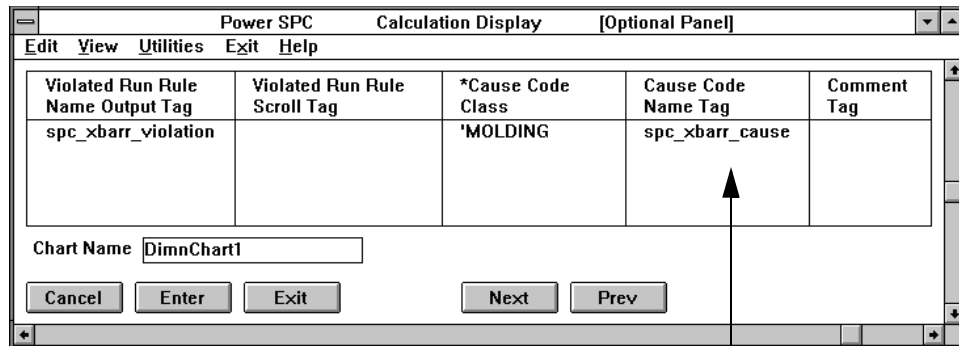 Power SPC Calculation Display [Optional Panel]
Edit View Utilities Exit Help
Violated Run Rule Name Output Tag
Violated Run Rule Scroll Tag
*Cause Code Class
Cause Code Name Tag
Comment Tag
spc_xbarr_violation
'MOLDING
spc_xbarr_cause
Chart Name DimnChart1
Cancel Enter Exit Next Prev